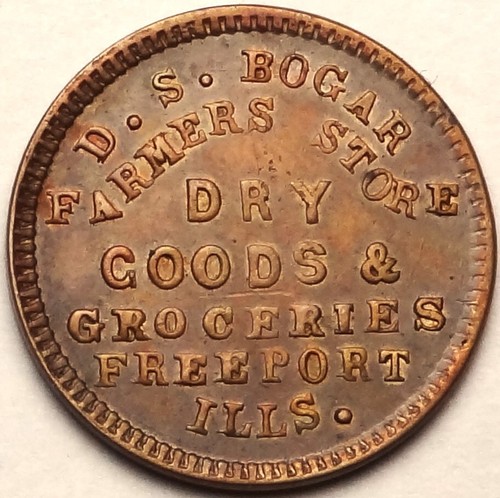 D. S. BOGAR
FARMERS STORE
DRY
GOODS &
GROCERIES
FREEPORT
ILLS.